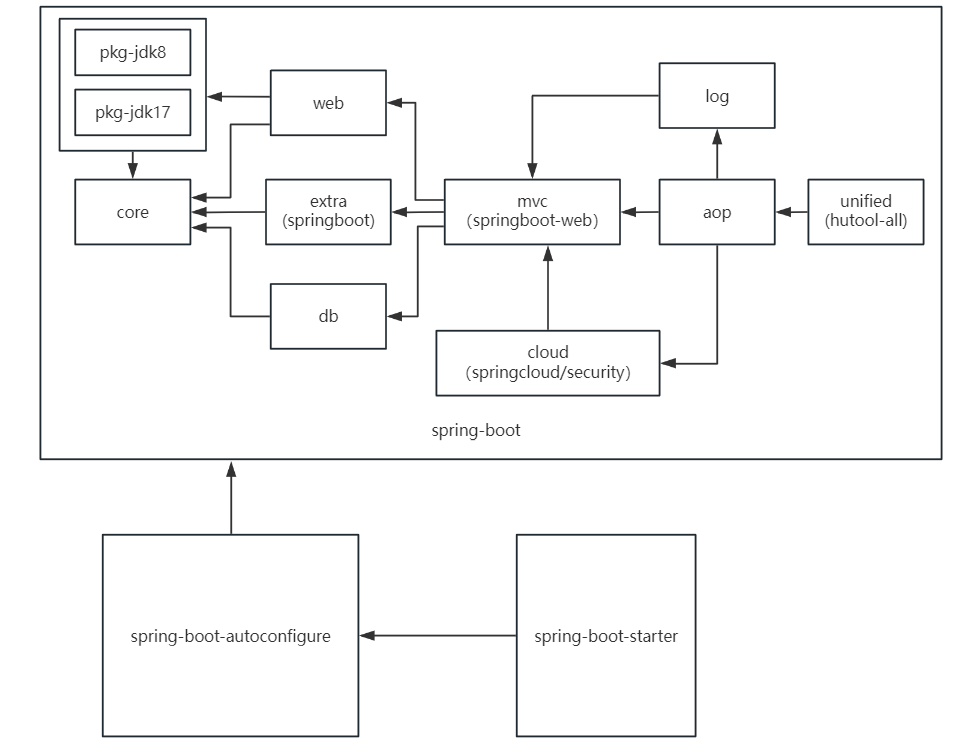 pkg-jdk8
pkg-jdk17
web
log
core
extra
(springboot)
mvc
(springboot-web)
aop
unified
(hutool-all)
db
cloud
(springcloud/security)
spring-boot
spring-boot-autoconfigure
spring-boot-starter